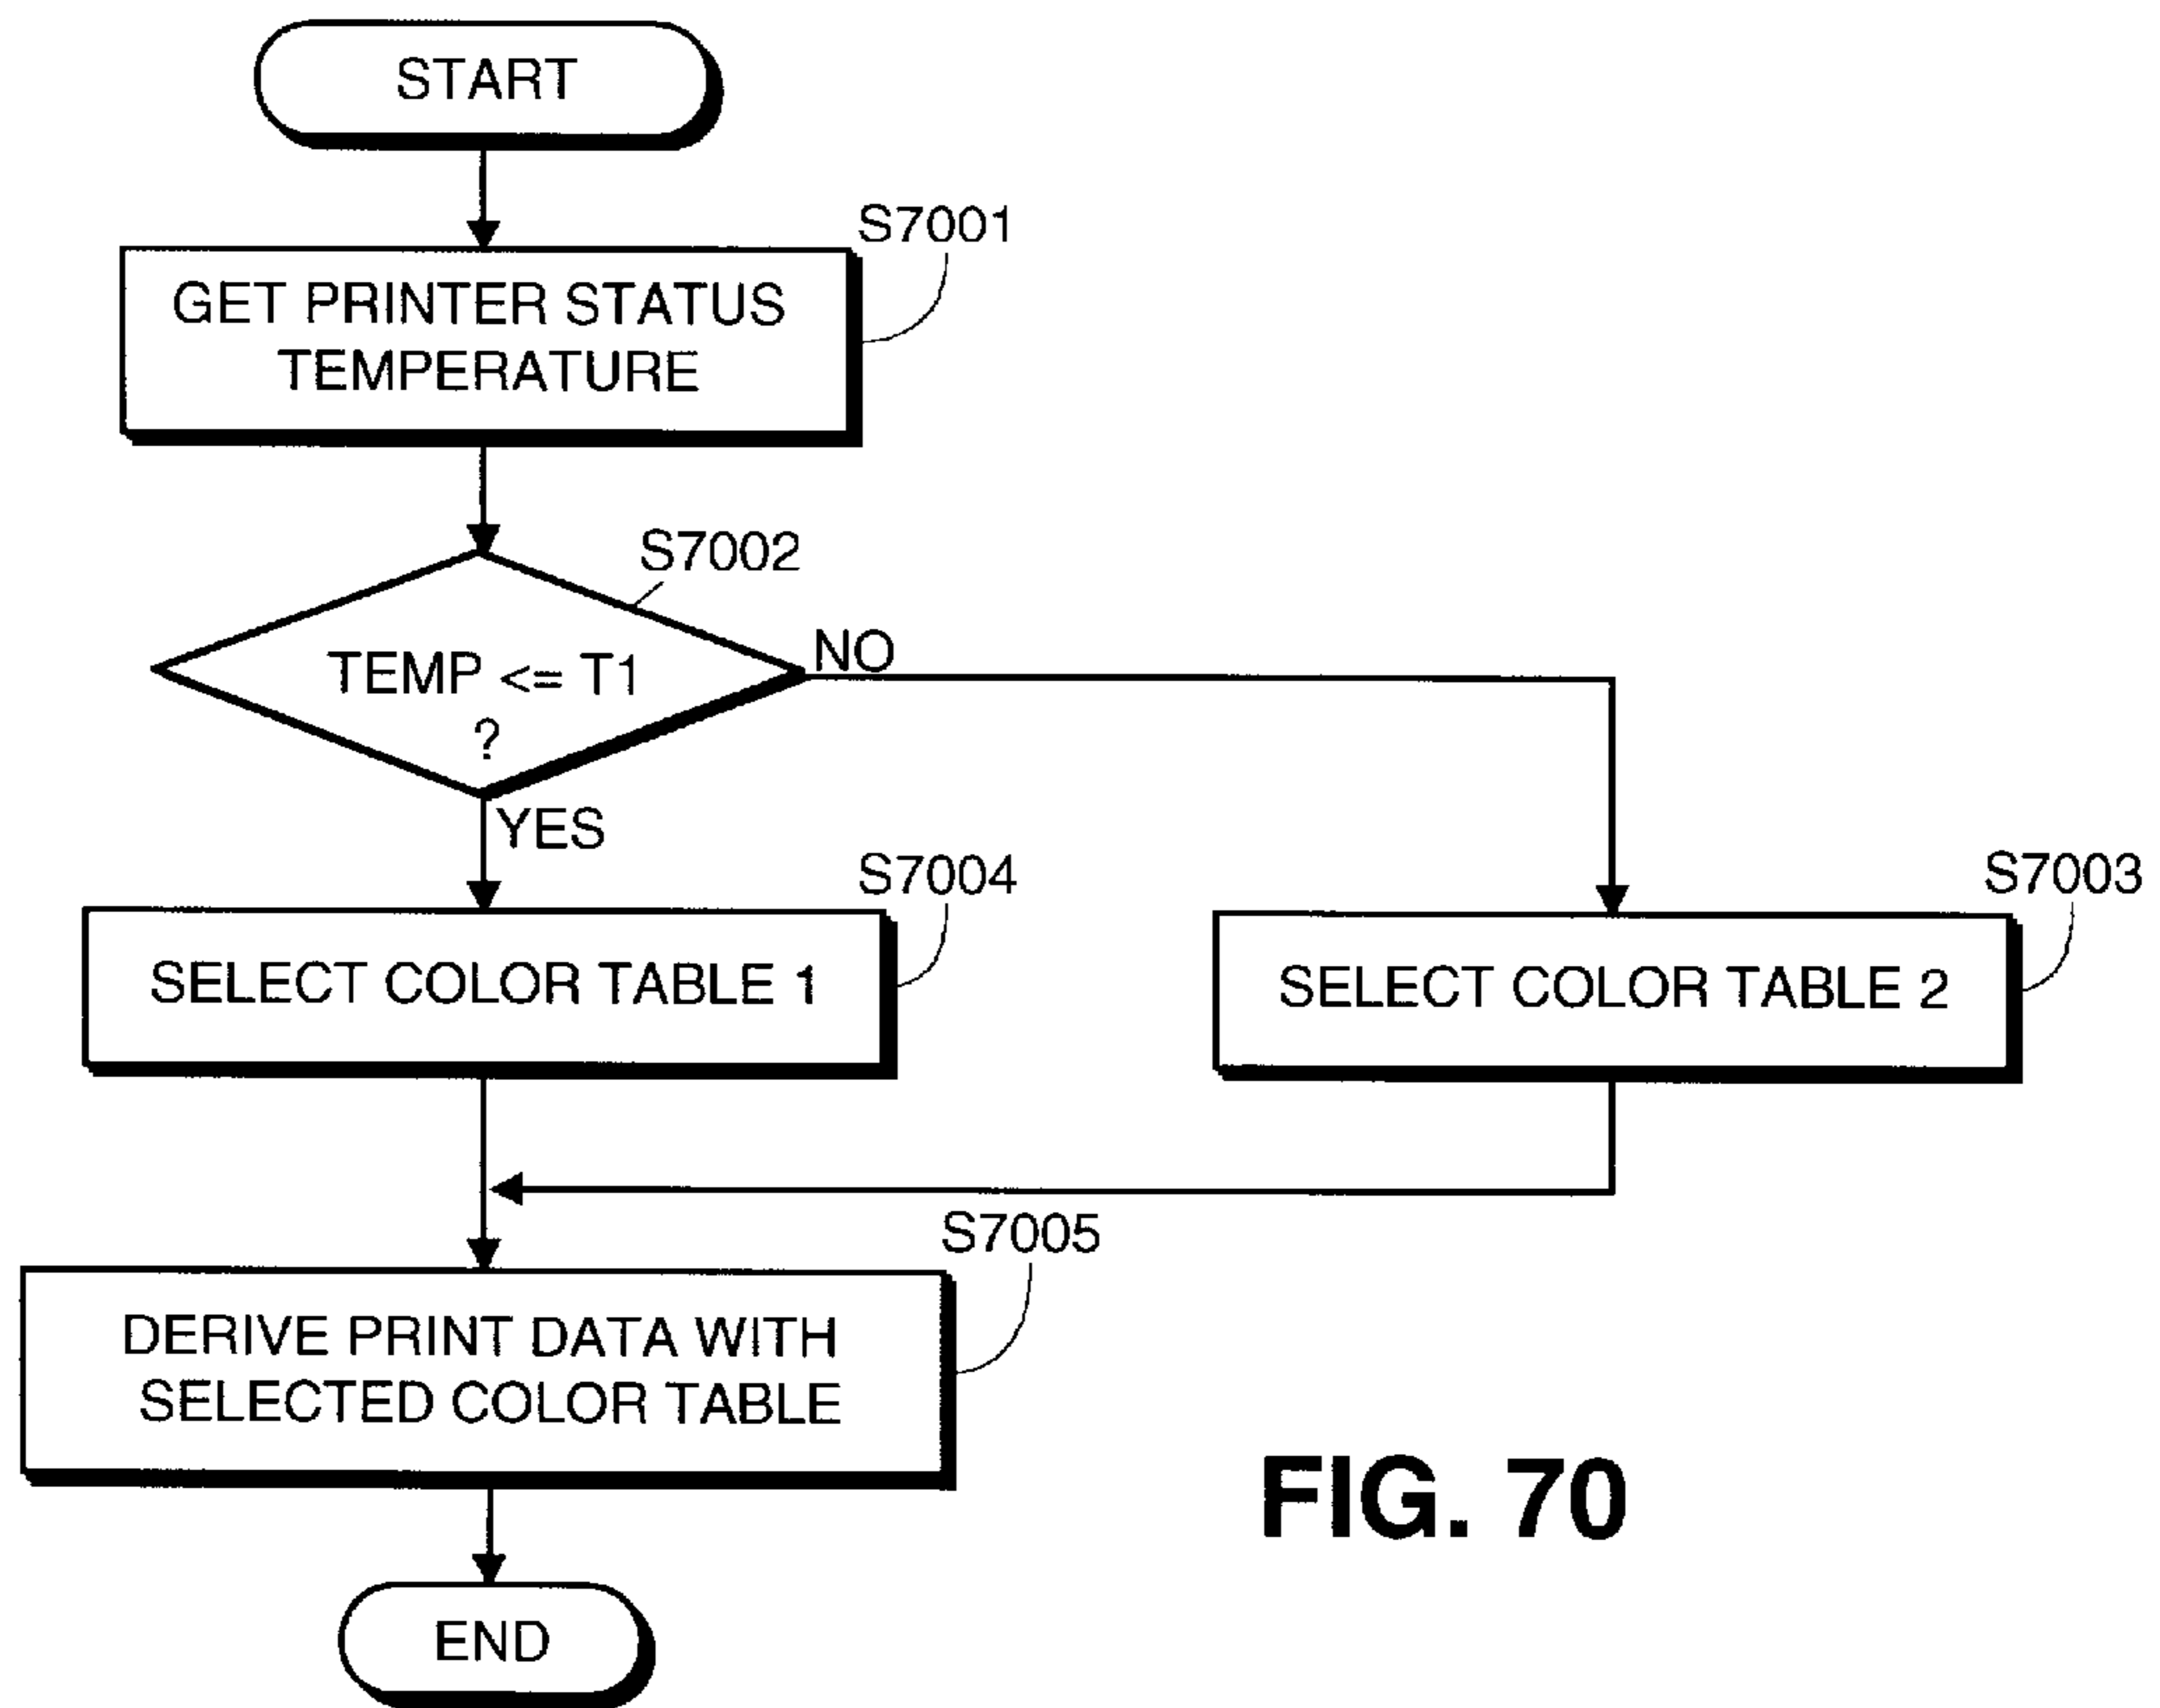 START
S7001
GET PRINTER STATUS
TEMPERATURE
S7002
TEMP <= T1
?
NO
YES
S7004
SELECT COLOR TABLE 1
S7003
SELECT COLOR TABLE 2
S7005
DERIVE PRINT DATA WITH
SELECTED COLOR TABLE
END
FIG. 70